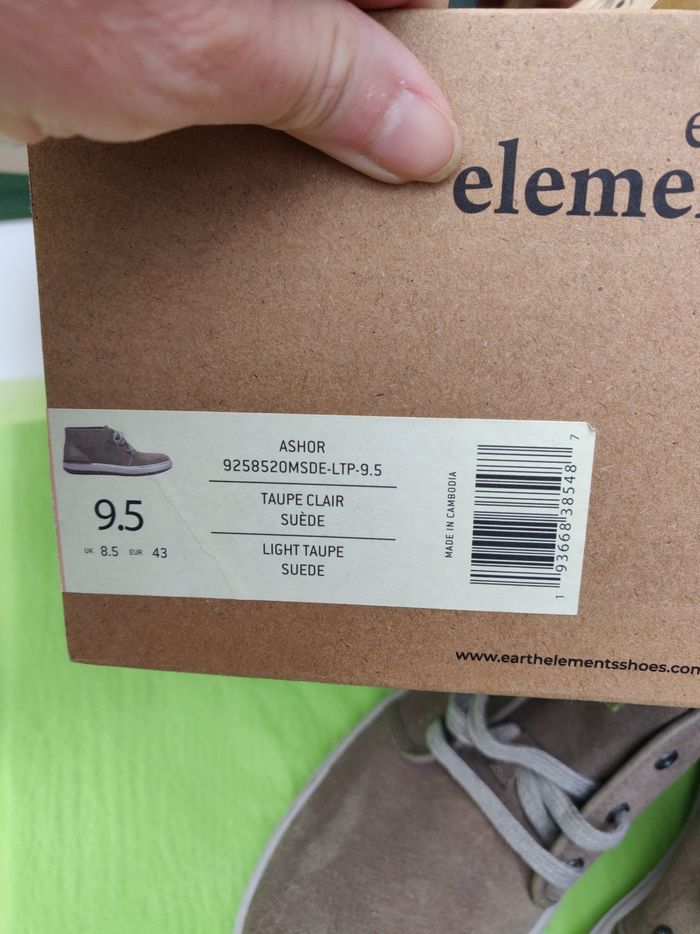 ASHOR
9258520MSDE-LTP-9.5
TAUPE CLAIR
SUÈDE
LIGHT TAUPE
SUEDE
9.5
UK 8.5 EUR 43
MADE IN CAMBODIA
1 93668 38548 7
www.earthelementsshoes.com